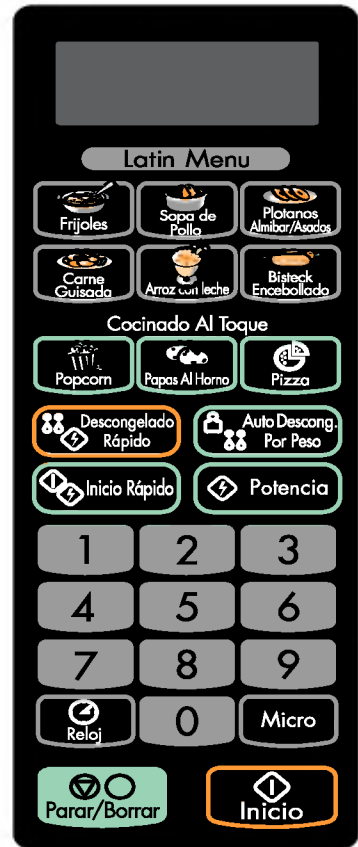 Latin Menu
Frijoles
Sopa de
Pollo
Plotanos
Almibar/Asados
Carne
Guisada
Arroz con leche
Bisteck
Encebollado
Cocinado Al Toque
Popcorn
Papas Al Horno
Pizza
Descongelado
Rápido
Auto Descong.
Por Peso
Inicio Rápido
Potencia
1 2 3
4 5 6
7 8 9
Reloj
0
Micro
Parar/Borrar
Inicio